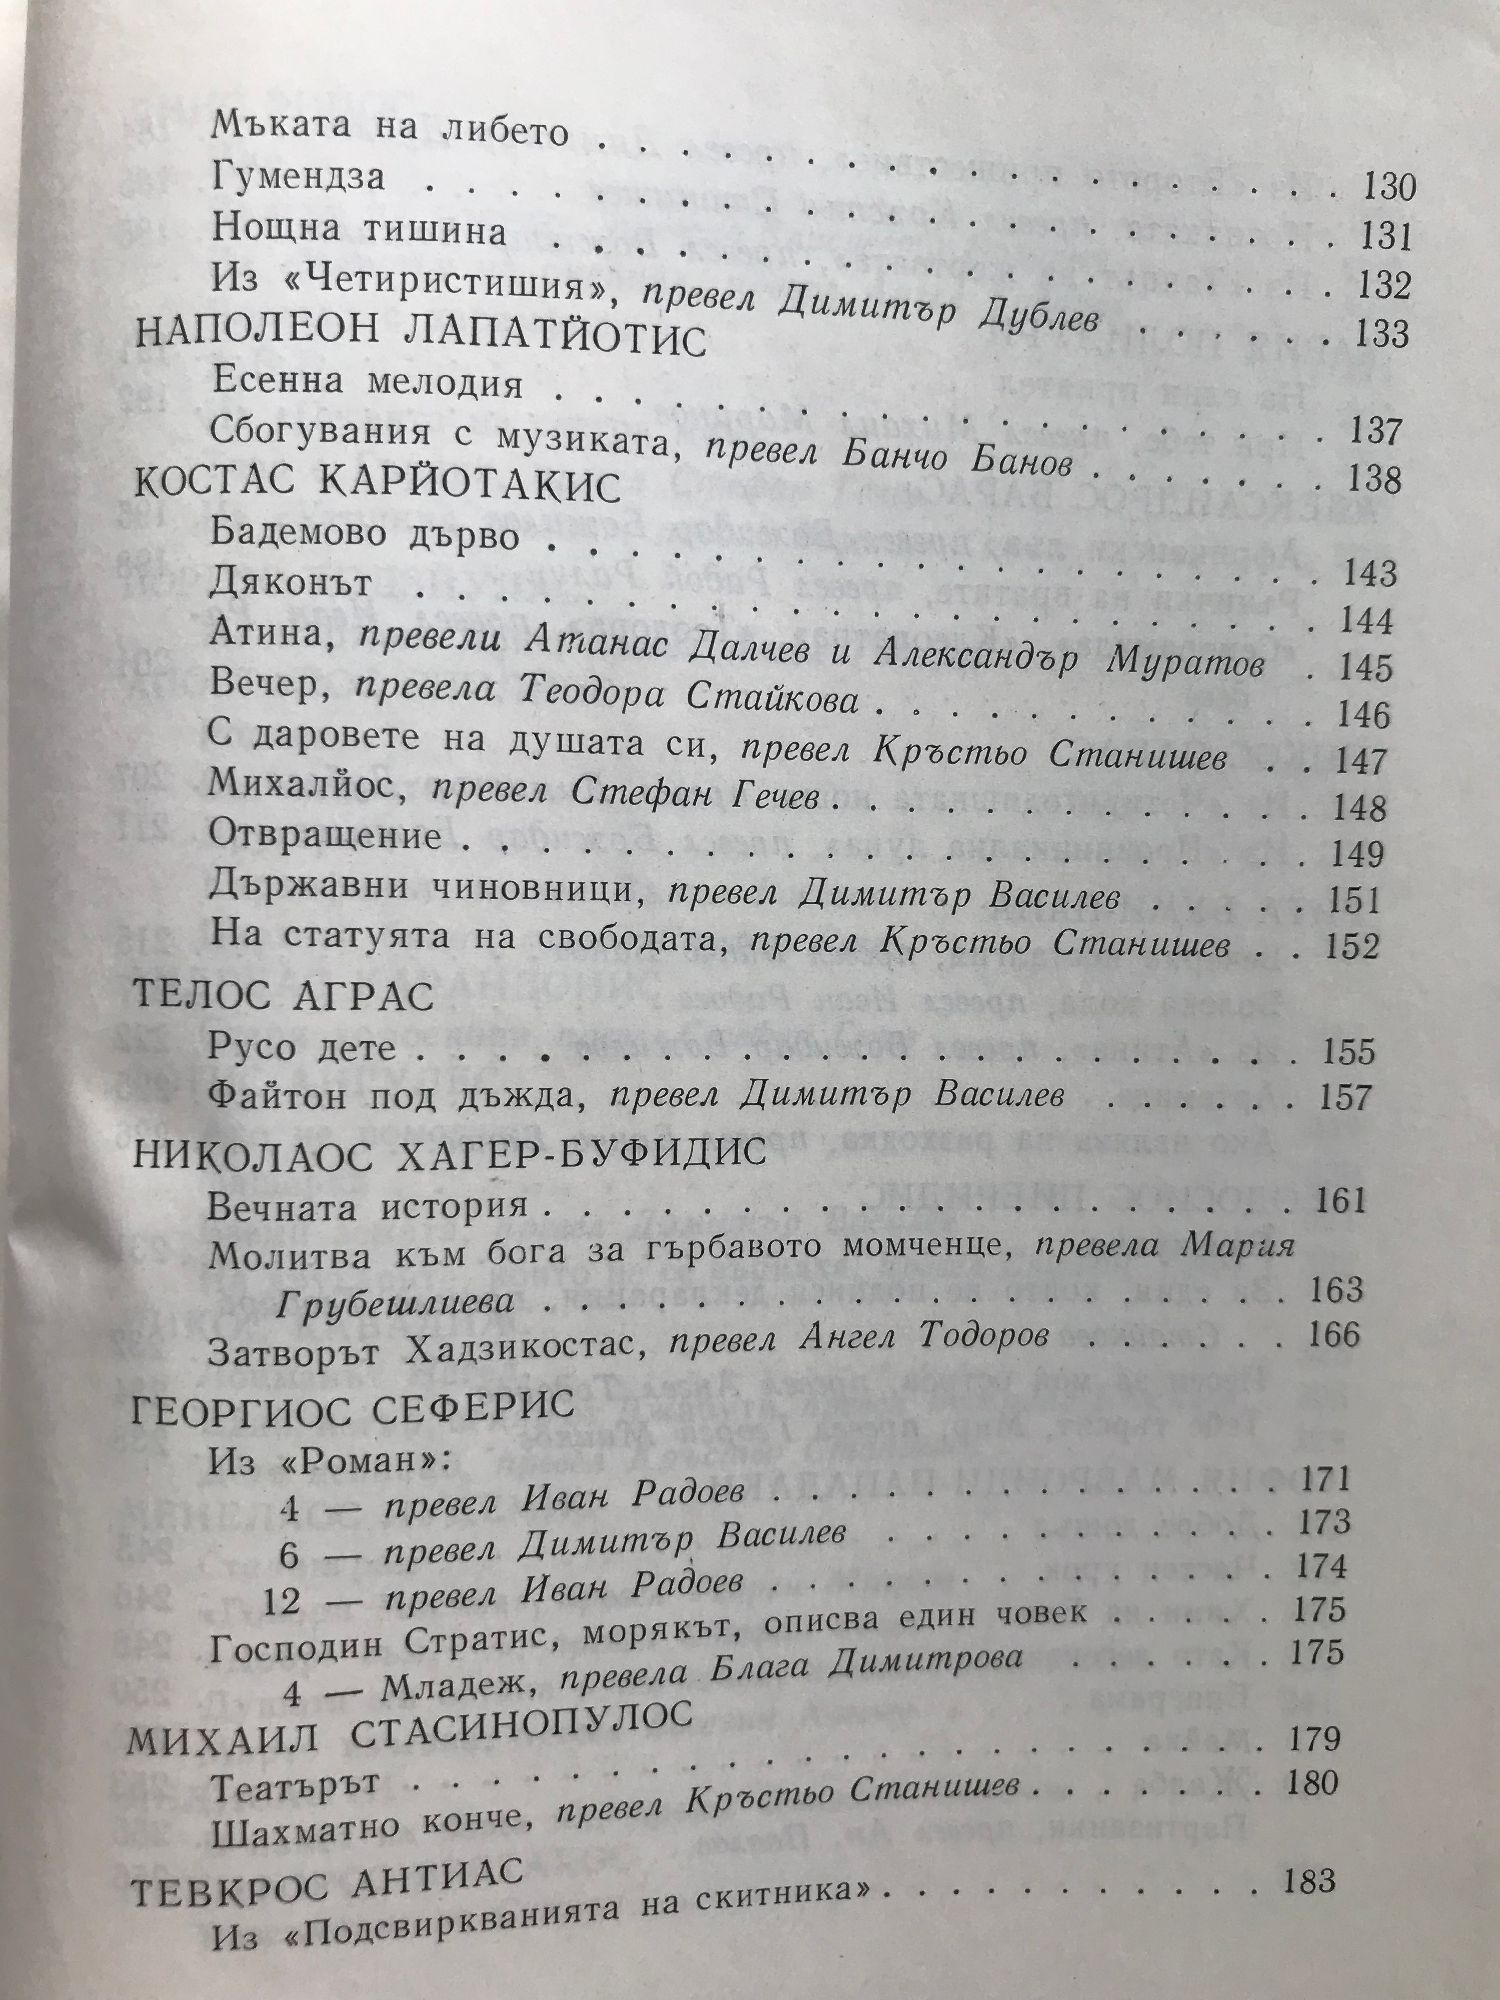 Мъката на либето . . . . . . . . . . . . . . . . . . 130
Гумендза . . . . . . . . . . . . . . . . . . . . . . 131
Нощна тишина . . . . . . . . . . . . . . . . . . . 132
Из «Четиристишия», превел Димитър Дублев . . . . . . 133
НАПОЛЕОН ЛАПАТЙОТИС
Есенна мелодия . . . . . . . . . . . . . . . . . . . 137
Сбогувания с музиката, превел Банчо Банов . . . . . . . 138
КОСТАС КАРЙОТАКИС
Бадемово дърво . . . . . . . . . . . . . . . . . . . 143
Дяконът . . . . . . . . . . . . . . . . . . . . . . 144
Атина, превели Атанас Далчев и Александър Муратов . 145
Вечер, превела Теодора Стайкова . . . . . . . . . . . . 146
С даровете на душата си, превел Кръстьо Станишев . . 147
Михалйос, превел Стефан Гечев . . . . . . . . . . . . 148
Отвращение . . . . . . . . . . . . . . . . . . . . . 149
Държавни чиновници, превел Димитър Василев . . . . . 151
На статуята на свободата, превел Кръстьо Станишев . . 152
ТЕЛОС АГРАС
Русо дете . . . . . . . . . . . . . . . . . . . . . . 155
Файтон под дъжда, превел Димитър Василев . . . . . . 157
НИКОЛАОС ХАГЕР-БУФИДИС
Вечната история . . . . . . . . . . . . . . . . . . . 161
Молитва към бога за гърбавото момченце, превела Мария
Грубешлиева . . . . . . . . . . . . . . . . . . . 163
Затворът Хадзикостас, превел Ангел Тодоров . . . . . . 166
ГЕОРГИОС СЕФЕРИС
Из «Роман»:
4 — превел Иван Радоев . . . . . . . . . . . . . . 171
6 — превел Димитър Василев . . . . . . . . . . . 173
12 — превел Иван Радоев . . . . . . . . . . . . . . 174
Господин Стратис, морякът, описва един човек . . . . . 175
4 — Младеж, превела Блага Димитрова . . . . . . 175
МИХАИЛ СТАСИНОПУЛОС
Театърът . . . . . . . . . . . . . . . . . . . . . . 179
Шахматно конче, превел Кръстьо Станишев . . . . . . . 180
ТЕВКРОС АНТИАС
Из «Подсвиркванията на скитника» . . . . . . . . . . . 183